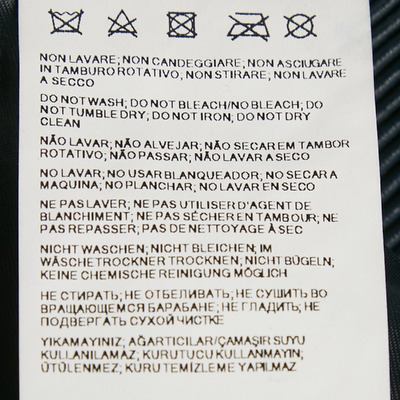 NON LAVARE; NON CANDEGGIARE; NON ASCIUGARE
IN TAMBURO ROTATIVO; NON STIRARE; NON LAVARE
A SECCO
DO NOT WASH; DO NOT BLEACH/NO BLEACH; DO
NOT TUMBLE DRY; DO NOT IRON; DO NOT DRY
CLEAN
NÃO LAVAR; NÃO ALVEJAR; NÃO SECAR EM TAMBOR
ROTATIVO; NÃO PASSAR; NÃO LAVAR A SECO
NO LAVAR; NO USAR BLANQUEADOR; NO SECAR A
MAQUINA; NO PLANCHAR; NO LAVAR EN SECO
NE PAS LAVER; NE PAS UTILISER D'AGENT DE
BLANCHIMENT; NE PAS SÉCHER EN TAMBOUR; NE
PAS REPASSER; PAS DE NETTOYAGE À SEC
NICHT WASCHEN; NICHT BLEICHEN; IM
WÄSCHETROCKNER TROCKNEN; NICHT BÜGELN;
KEINE CHEMISCHE REINIGUNG MÖGLICH
НЕ СТИРАТЬ; НЕ ОТБЕЛИВАТЬ; НЕ СУШИТЬ ВО
ВРАЩАЮЩЕМСЯ БАРАБАНЕ; НЕ ГЛАДИТЬ; НЕ
ПОДВЕРГАТЬ СУХОЙ ЧИСТКЕ
YIKAMAYINIZ; AĞARTICILAR/ÇAMAŞIR SUYU
KULLANILAMAZ; KURUTUCU KULLANMAYIN;
ÜTÜLENMEZ; KURU TEMİZLEME YAPILMAZ